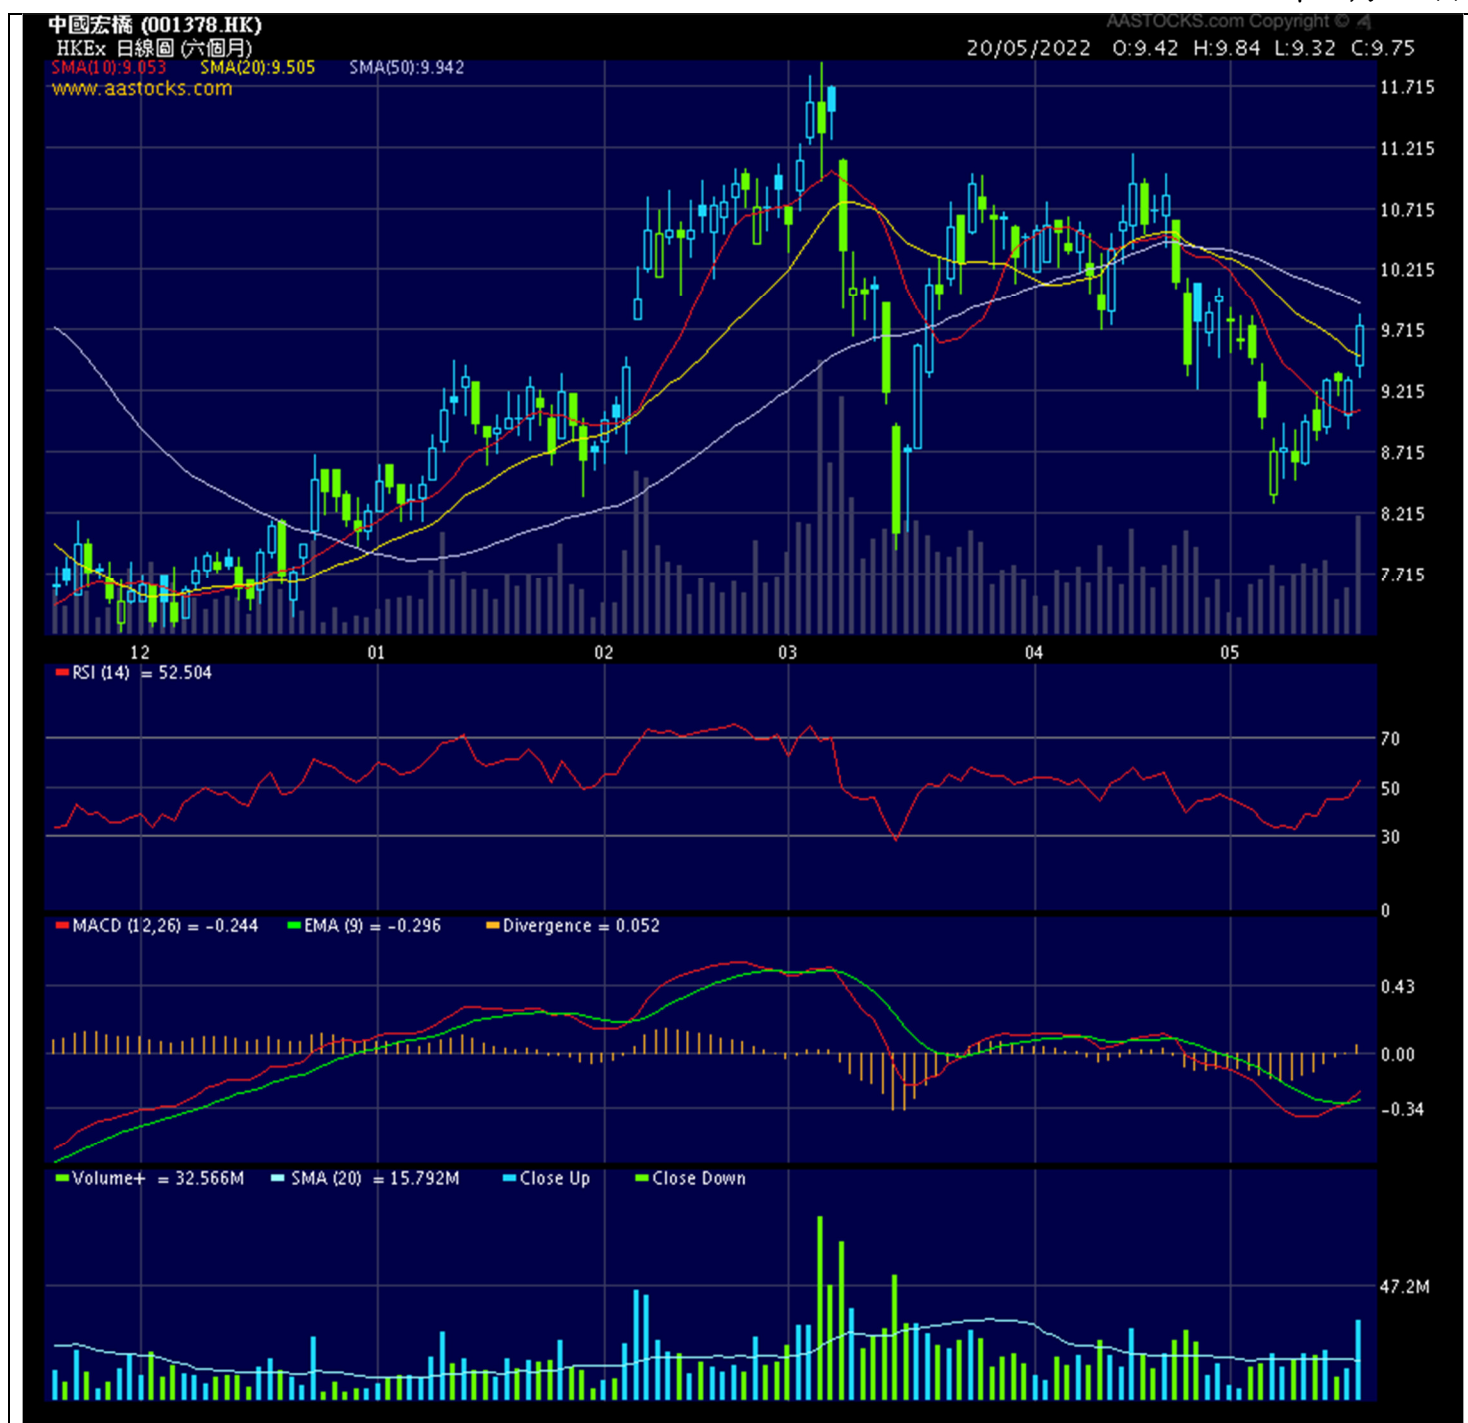 AASTOCKS.com Copyright ©
中國宏橋 (001378.HK)
HKEx 日線圖 (六個月)
20/05/2022 O:9.42 H:9.84 L:9.32 C:9.75
SMA(10):9.053 SMA(20):9.505 SMA(50):9.942
www.aastocks.com
11.715
11.215
10.715
10.215
9.715
9.215
8.715
8.215
7.715
12 01 02 03 04 05
RSI (14) = 52.504
70
50
30
0
MACD (12,26) = -0.244 EMA (9) = -0.296 Divergence = 0.052
0.43
0.00
-0.34
Volume+ = 32.566M SMA (20) = 15.792M Close Up Close Down
47.2M